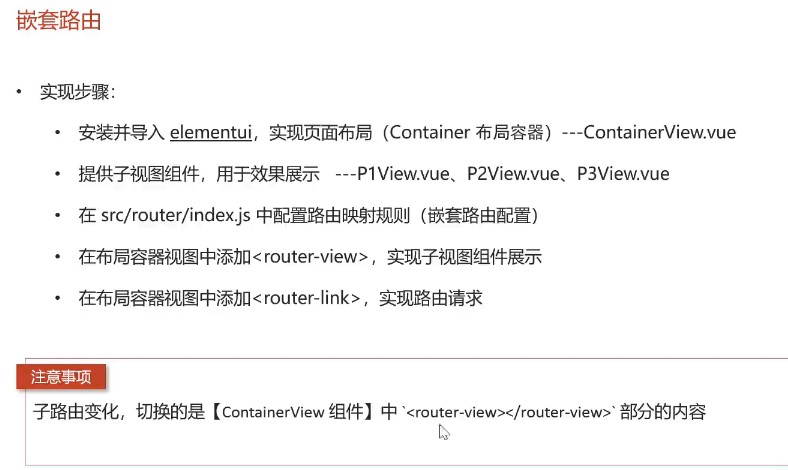 嵌套路由
• 实现步骤：
• 安装并导入 elementui，实现页面布局（Container 布局容器）---ContainerView.vue
• 提供子视图组件，用于效果展示 ---P1View.vue、P2View.vue、P3View.vue
• 在 src/router/index.js 中配置路由映射规则（嵌套路由配置）
• 在布局容器视图中添加<router-view>，实现子视图组件展示
• 在布局容器视图中添加<router-link>，实现路由请求
注意事项
子路由变化，切换的是【ContainerView 组件】中 `<router-view></router-view>` 部分的内容